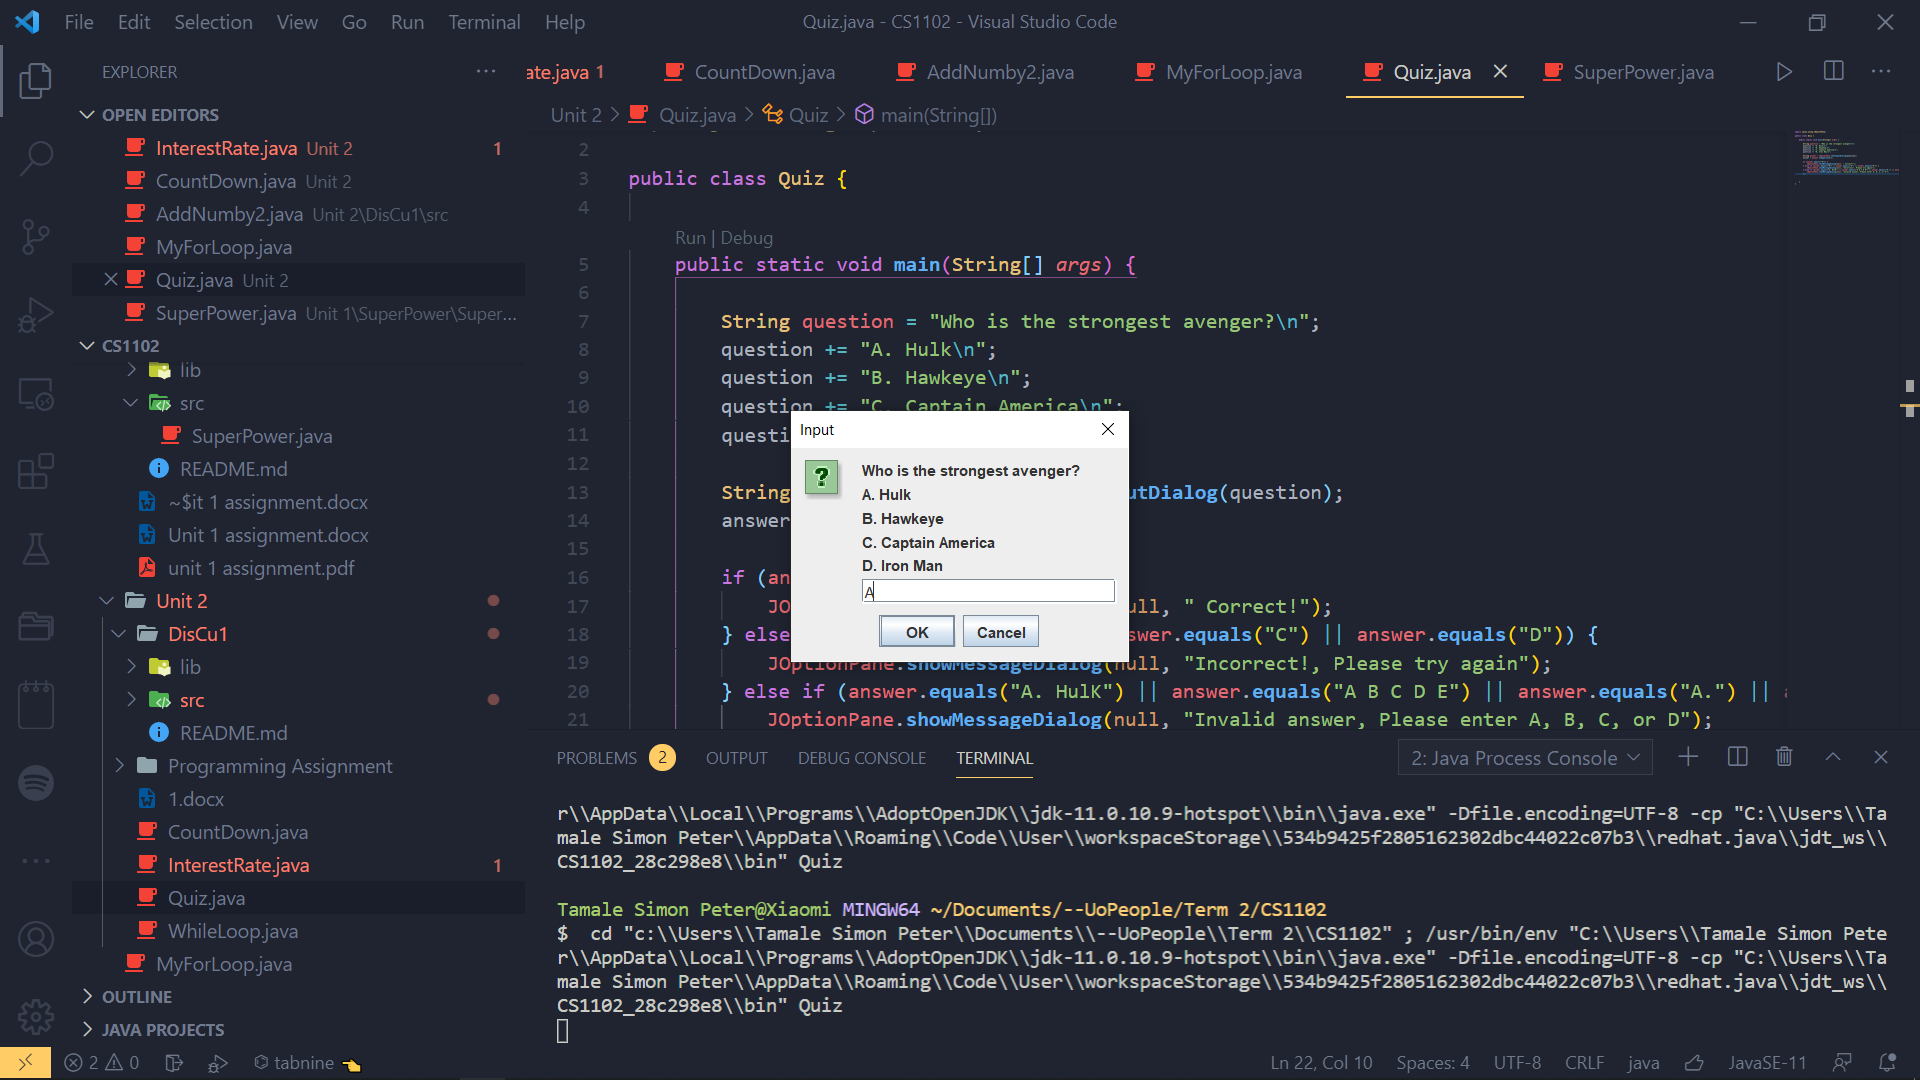 File Edit Selection View Go Run Terminal Help
Quiz.java - CS1102 - Visual Studio Code
EXPLORER
ate.java 1
CountDown.java
AddNumby2.java
MyForLoop.java
Quiz.java
SuperPower.java
OPEN EDITORS
InterestRate.java Unit 2 1
CountDown.java Unit 2
AddNumby2.java Unit 2\DisCu1\src
MyForLoop.java
Quiz.java Unit 2
SuperPower.java Unit 1\SuperPower\Super...
CS1102
lib
src
SuperPower.java
README.md
~$it 1 assignment.docx
Unit 1 assignment.docx
unit 1 assignment.pdf
Unit 2
DisCu1
lib
src
README.md
Programming Assignment
1.docx
CountDown.java
InterestRate.java 1
Quiz.java
WhileLoop.java
MyForLoop.java
OUTLINE
JAVA PROJECTS
Unit 2 > Quiz.java > Quiz > main(String[])
2
3 public class Quiz {
4
Run | Debug
5 public static void main(String[] args) {
6
7 String question = "Who is the strongest avenger?\n";
8 question += "A. Hulk\n";
9 question += "B. Hawkeye\n";
10 question += "C. Captain America\n";
11 questi
12
13 String utDialog(question);
14 answer
15
16 if (an
17 JO ull, " Correct!");
18 } else swer.equals("C") || answer.equals("D")) {
19 JOptionPane.showMessageDialog(null, "Incorrect!, Please try again");
20 } else if (answer.equals("A. HulK") || answer.equals("A B C D E") || answer.equals("A.") ||
21 JOptionPane.showMessageDialog(null, "Invalid answer, Please enter A, B, C, or D");
Input
Who is the strongest avenger?
A. Hulk
B. Hawkeye
C. Captain America
D. Iron Man
A
OK Cancel
PROBLEMS 2 OUTPUT DEBUG CONSOLE TERMINAL
2: Java Process Console
r\\AppData\\Local\\Programs\\AdoptOpenJDK\\jdk-11.0.10.9-hotspot\\bin\\java.exe" -Dfile.encoding=UTF-8 -cp "C:\\Users\\Ta
male Simon Peter\\AppData\\Roaming\\Code\\User\\workspaceStorage\\534b9425f2805162302dbc44022c07b3\\redhat.java\\jdt_ws\\
CS1102_28c298e8\\bin" Quiz
Tamale Simon Peter@Xiaomi MINGW64 ~/Documents/--UoPeople/Term 2/CS1102
$ cd "c:\\Users\\Tamale Simon Peter\\Documents\\--UoPeople\\Term 2\\CS1102" ; /usr/bin/env "C:\\Users\\Tamale Simon Pete
r\\AppData\\Local\\Programs\\AdoptOpenJDK\\jdk-11.0.10.9-hotspot\\bin\\java.exe" -Dfile.encoding=UTF-8 -cp "C:\\Users\\Ta
male Simon Peter\\AppData\\Roaming\\Code\\User\\workspaceStorage\\534b9425f2805162302dbc44022c07b3\\redhat.java\\jdt_ws\\
CS1102_28c298e8\\bin" Quiz
2 0 tabnine
Ln 22, Col 10 Spaces: 4 UTF-8 CRLF java JavaSE-11